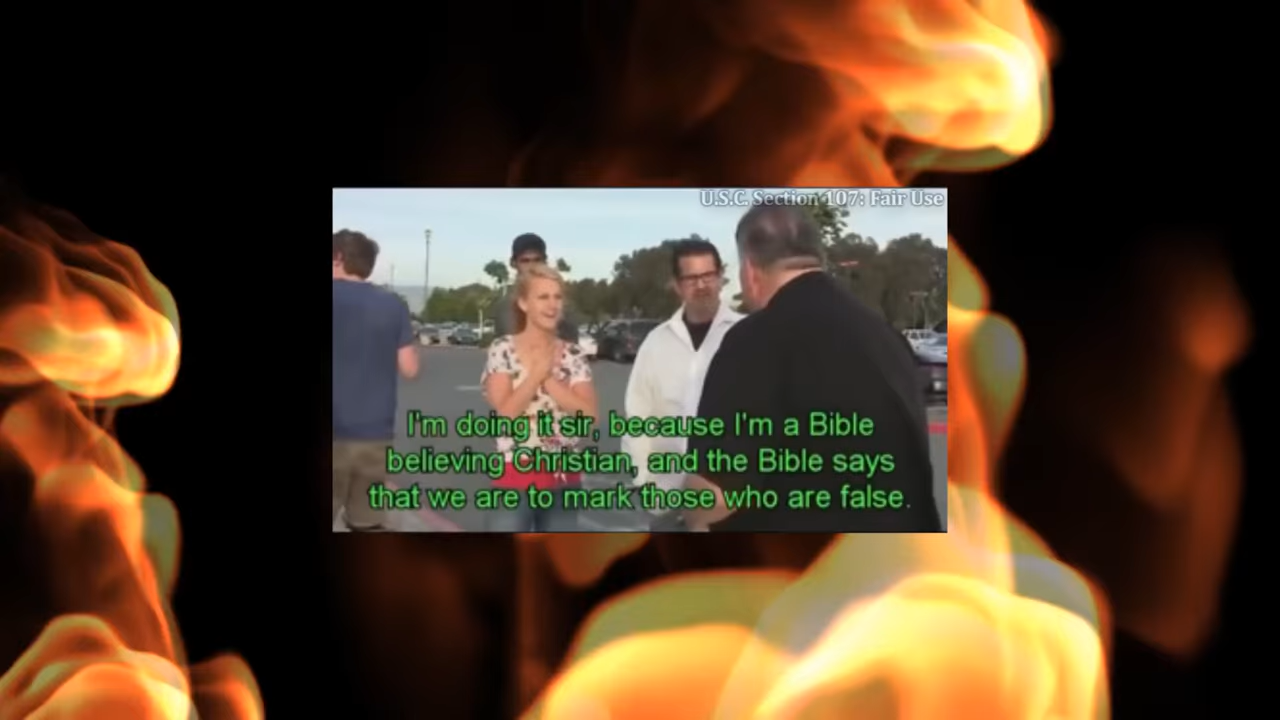 U.S.C. Section 107: Fair Use
I'm doing it sir, because I'm a Bible
believing Christian, and the Bible says
that we are to mark those who are false.